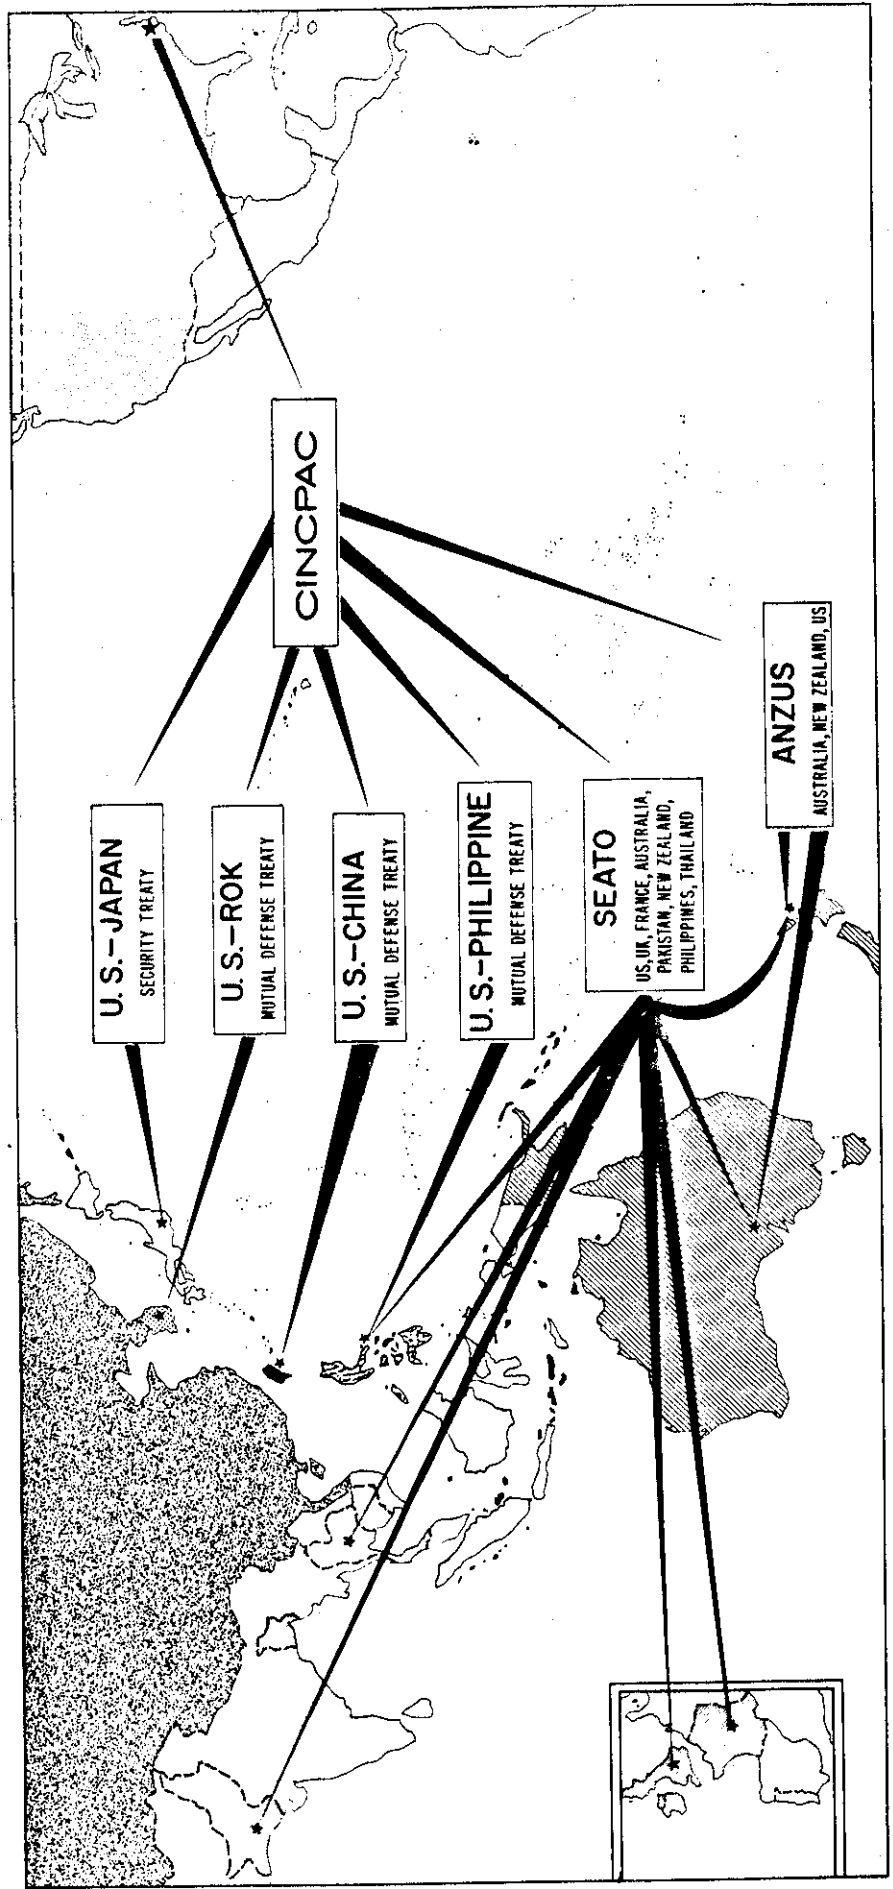 CINCPAC
U.S.–JAPAN
SECURITY TREATY
U.S.–ROK
MUTUAL DEFENSE TREATY
U.S.–CHINA
MUTUAL DEFENSE TREATY
U.S.–PHILIPPINE
MUTUAL DEFENSE TREATY
SEATO
US, UK, FRANCE, AUSTRALIA,
PAKISTAN, NEW ZEALAND,
PHILIPPINES, THAILAND
ANZUS
AUSTRALIA, NEW ZEALAND, US